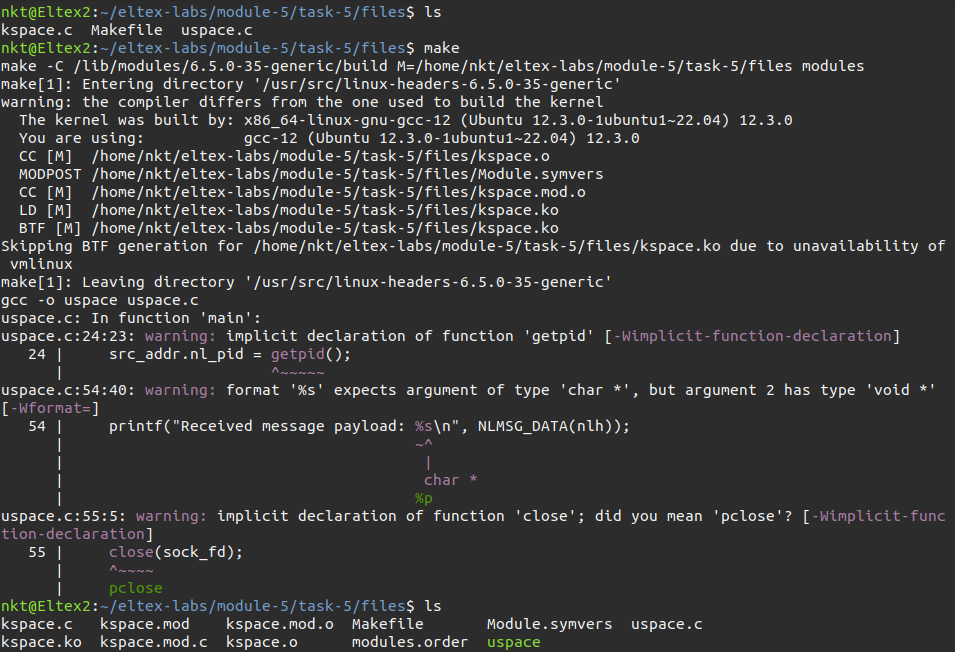 nkt@Eltex2:~/eltex-labs/module-5/task-5/files$ ls
kspace.c  Makefile  uspace.c
nkt@Eltex2:~/eltex-labs/module-5/task-5/files$ make
make -C /lib/modules/6.5.0-35-generic/build M=/home/nkt/eltex-labs/module-5/task-5/files modules
make[1]: Entering directory '/usr/src/linux-headers-6.5.0-35-generic'
warning: the compiler differs from the one used to build the kernel
  The kernel was built by: x86_64-linux-gnu-gcc-12 (Ubuntu 12.3.0-1ubuntu1~22.04) 12.3.0
  You are using:           gcc-12 (Ubuntu 12.3.0-1ubuntu1~22.04) 12.3.0
  CC [M]  /home/nkt/eltex-labs/module-5/task-5/files/kspace.o
  MODPOST /home/nkt/eltex-labs/module-5/task-5/files/Module.symvers
  CC [M]  /home/nkt/eltex-labs/module-5/task-5/files/kspace.mod.o
  LD [M]  /home/nkt/eltex-labs/module-5/task-5/files/kspace.ko
  BTF [M] /home/nkt/eltex-labs/module-5/task-5/files/kspace.ko
Skipping BTF generation for /home/nkt/eltex-labs/module-5/task-5/files/kspace.ko due to unavailability of
 vmlinux
make[1]: Leaving directory '/usr/src/linux-headers-6.5.0-35-generic'
gcc -o uspace uspace.c
uspace.c: In function 'main':
uspace.c:24:23: warning: implicit declaration of function 'getpid' [-Wimplicit-function-declaration]
   24 |     src_addr.nl_pid = getpid();
      |                       ^~~~~~
uspace.c:54:40: warning: format '%s' expects argument of type 'char *', but argument 2 has type 'void *'
[-Wformat=]
   54 |     printf("Received message payload: %s\n", NLMSG_DATA(nlh));
      |                                       ~^
      |                                        |
      |                                        char *
      |                                       %p
uspace.c:55:5: warning: implicit declaration of function 'close'; did you mean 'pclose'? [-Wimplicit-func
tion-declaration]
   55 |     close(sock_fd);
      |     ^~~~~
      |     pclose
nkt@Eltex2:~/eltex-labs/module-5/task-5/files$ ls
kspace.c   kspace.mod    kspace.mod.o  Makefile       Module.symvers  uspace.c
kspace.ko  kspace.mod.c  kspace.o      modules.order  uspace